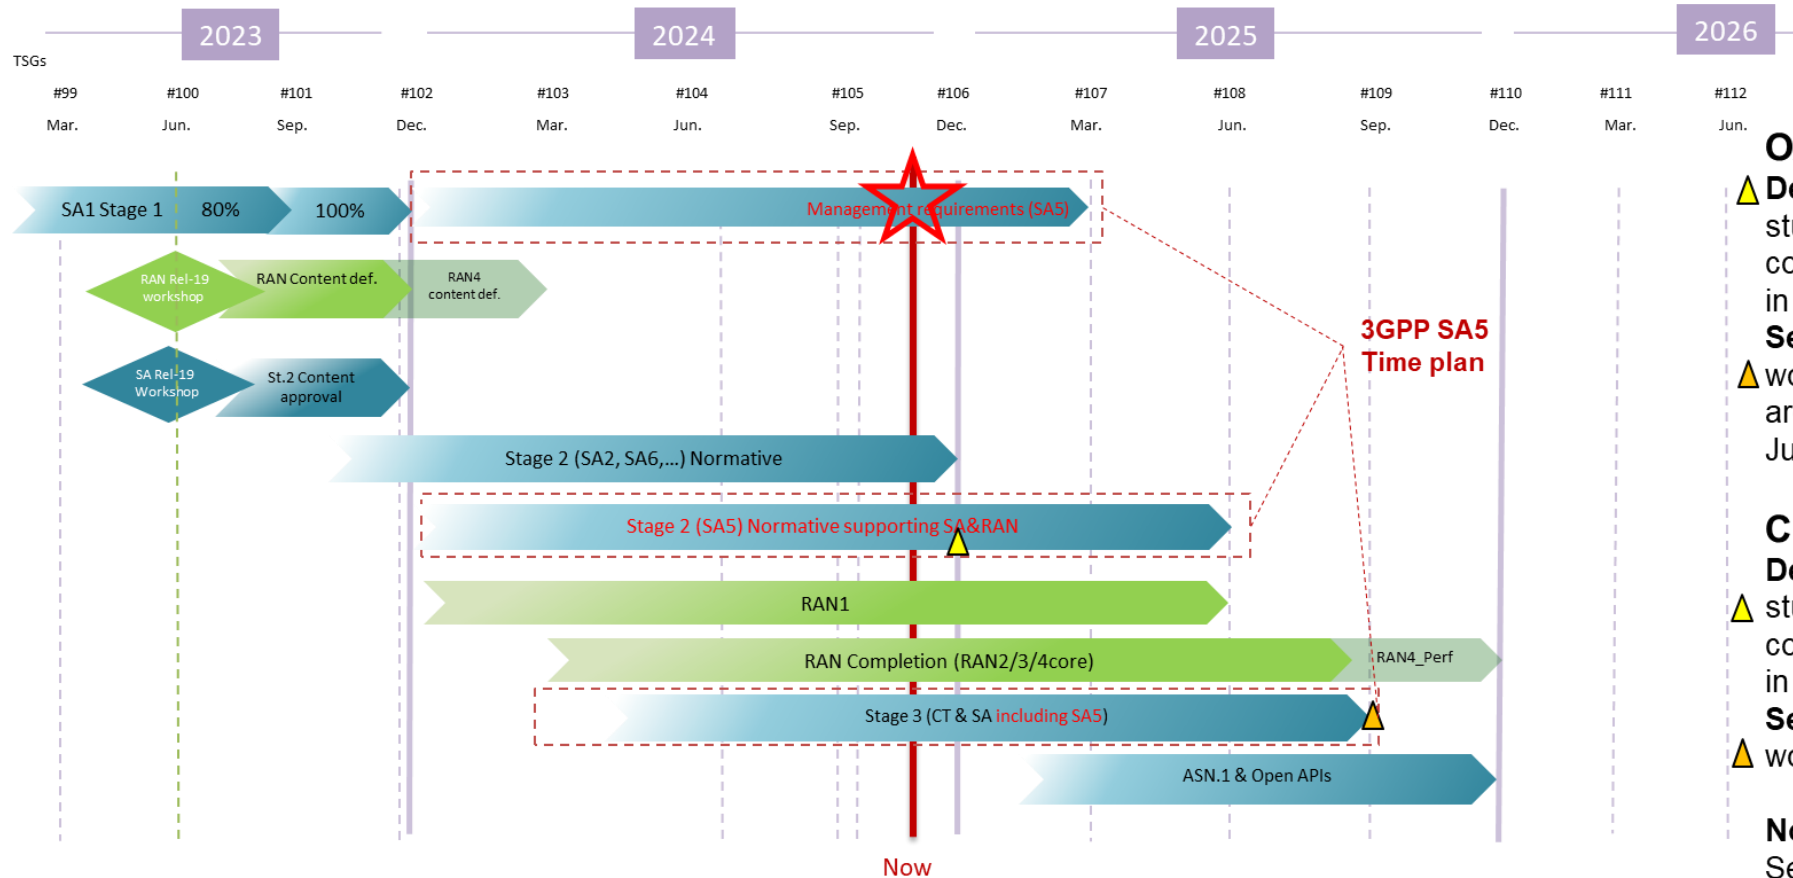 2023
2024
2025
2026
TSGs
#99 #100 #101 #102 #103 #104 #105 #106 #107 #108 #109 #110 #111 #112
Mar. Jun. Sep. Dec. Mar. Jun. Sep. Dec. Mar. Jun. Sep. Dec. Mar. Jun.
SA1 Stage 1 80% 100%
Management requirements (SA5)
RAN Rel-19
workshop
RAN Content def.
RAN4
content def.
SA Rel-19
Workshop
St.2 Content
approval
3GPP SA5
Time plan
Stage 2 (SA2, SA6,...) Normative
Stage 2 (SA5) Normative supporting SA&RAN
RAN1
RAN Completion (RAN2/3/4core)
RAN4_Perf
Stage 3 (CT & SA including SA5)
ASN.1 & Open APIs
Now
in
in